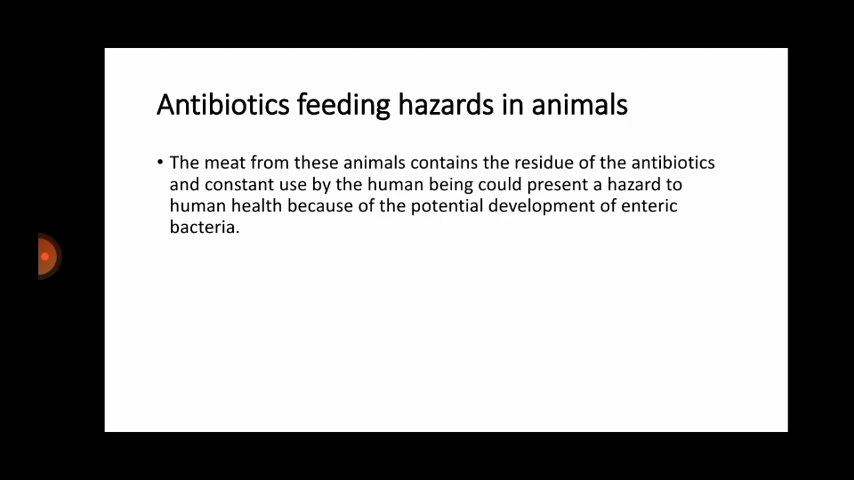 Antibiotics feeding hazards in animals
• The meat from these animals contains the residue of the antibiotics
and constant use by the human being could present a hazard to
human health because of the potential development of enteric
bacteria.